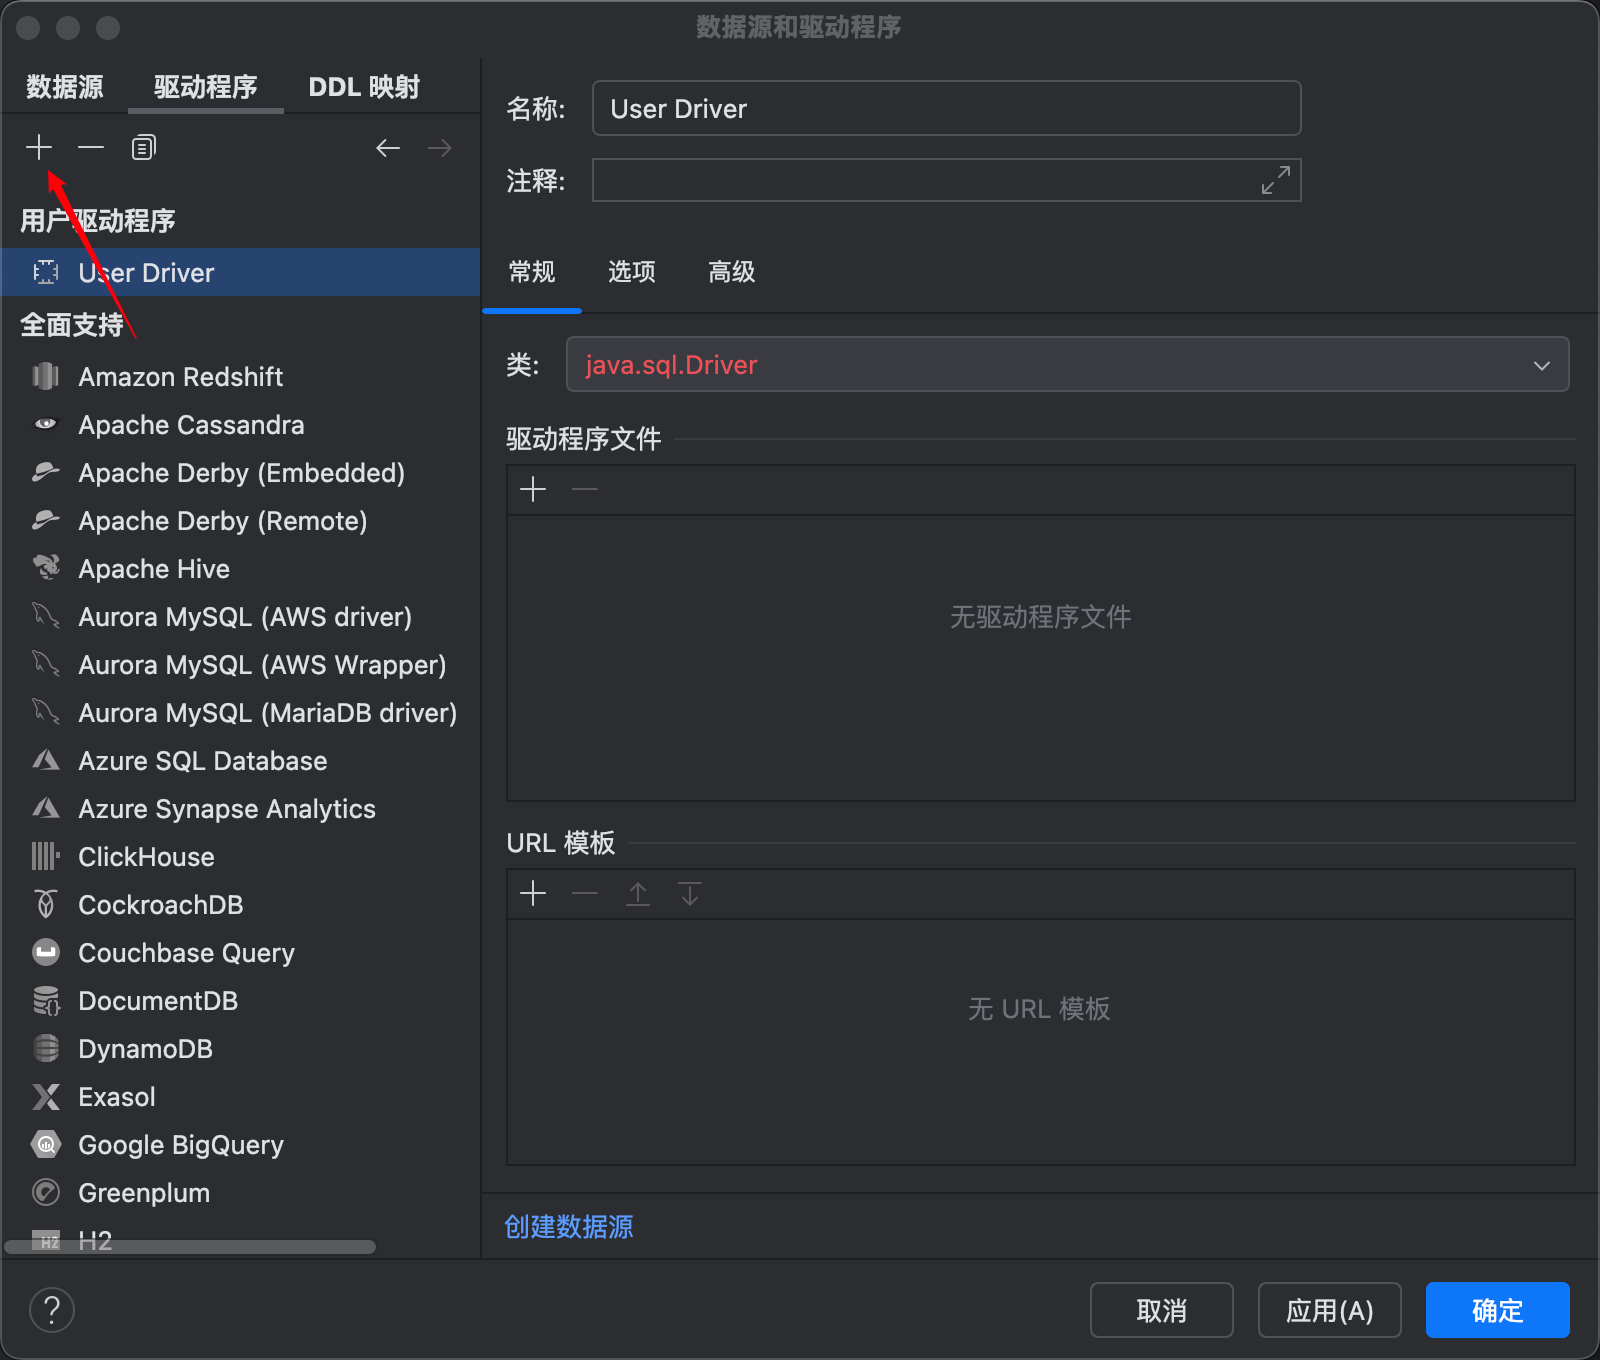 数据源和驱动程序
数据源 驱动程序 DDL 映射
用户驱动程序
User Driver
全面支持
Amazon Redshift
Apache Cassandra
Apache Derby (Embedded)
Apache Derby (Remote)
Apache Hive
Aurora MySQL (AWS driver)
Aurora MySQL (AWS Wrapper)
Aurora MySQL (MariaDB driver)
Azure SQL Database
Azure Synapse Analytics
ClickHouse
CockroachDB
Couchbase Query
DocumentDB
DynamoDB
Exasol
Google BigQuery
Greenplum
H2 H2
名称: User Driver
注释:
常规 选项 高级
类: java.sql.Driver
驱动程序文件
无驱动程序文件
URL 模板
无 URL 模板
创建数据源
? 取消 应用(A) 确定